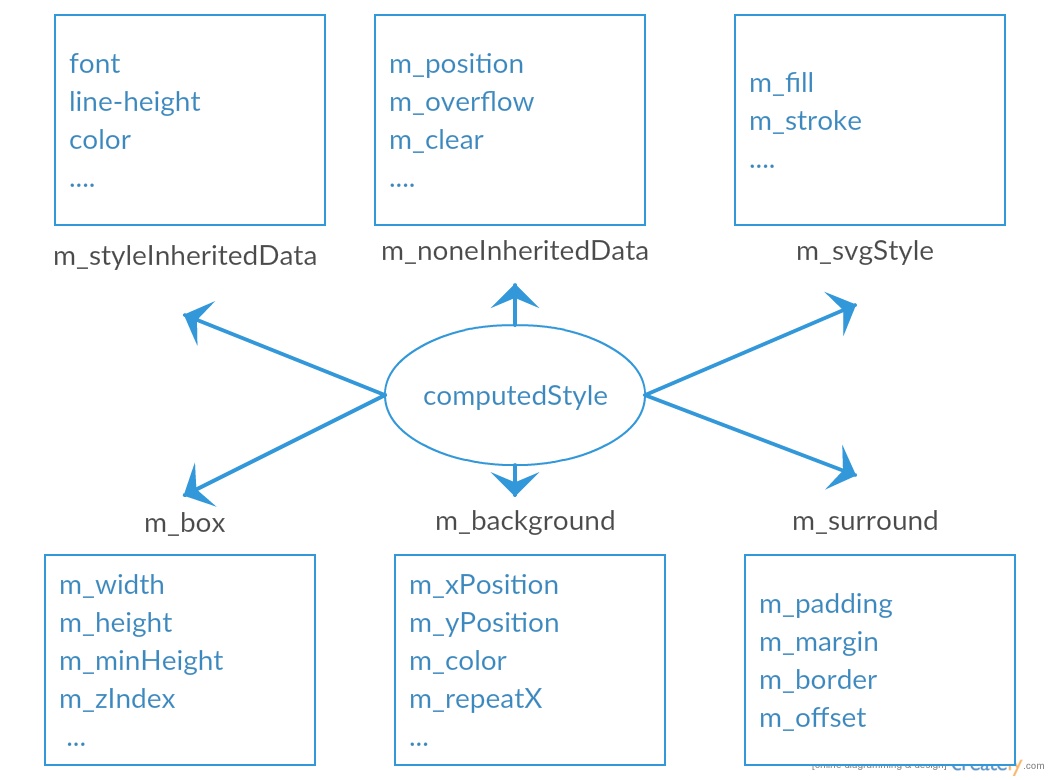 font
line-height
color
....
m_styleInheritedData
m_position
m_overflow
m_clear
....
m_noneInheritedData
m_fill
m_stroke
....
m_svgStyle
computedStyle
m_box
m_width
m_height
m_minHeight
m_zIndex
...
m_background
m_xPosition
m_yPosition
m_color
m_repeatX
...
m_surround
m_padding
m_margin
m_border
m_offset
[online diagramming & design] creately.com